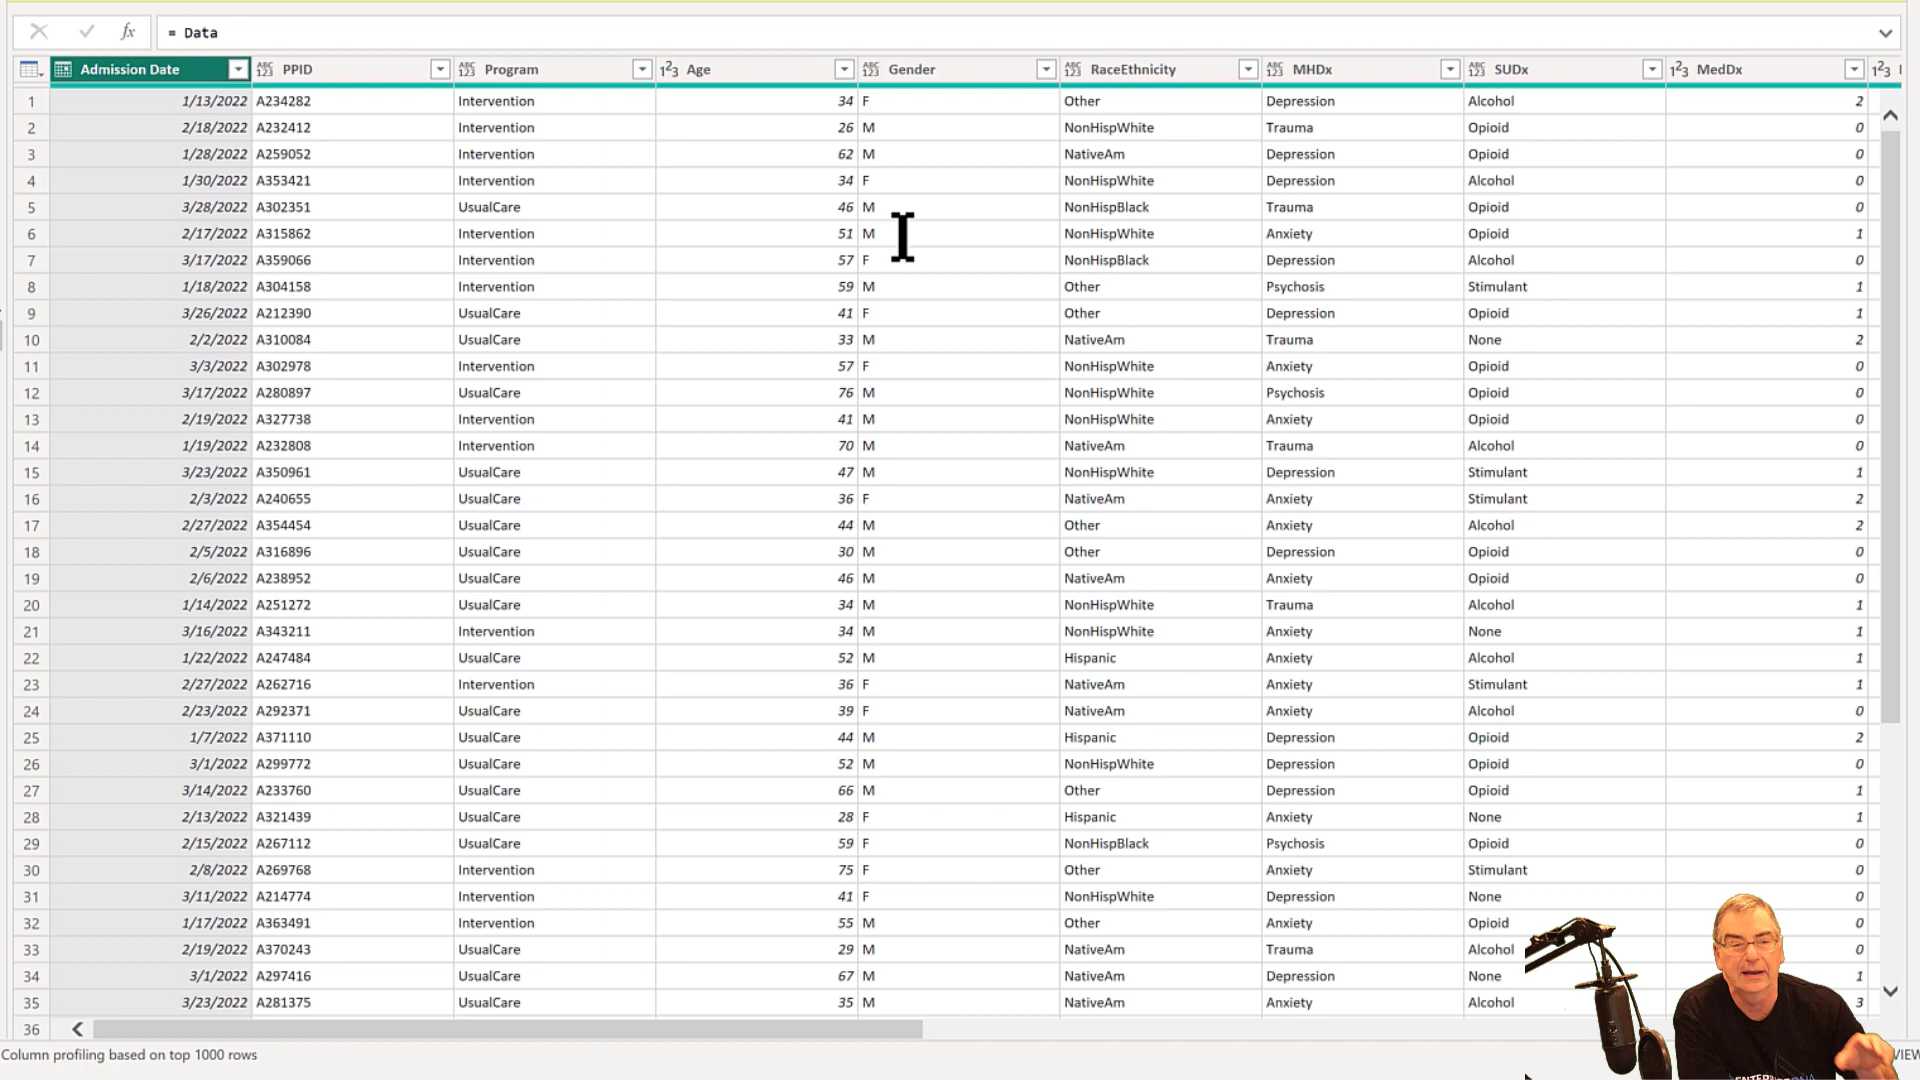 = Data
Admission Date ABC 123 PPID ABC 123 Program 123 Age ABC 123 Gender ABC 123 RaceEthnicity ABC 123 MHDx ABC 123 SUDx 123 MedDx 123
1 1/13/2022 A234282 Intervention 34 F Other Depression Alcohol 2
2 2/18/2022 A232412 Intervention 26 M NonHispWhite Trauma Opioid 0
3 1/28/2022 A259052 Intervention 62 M NativeAm Depression Opioid 0
4 1/30/2022 A353421 Intervention 34 F NonHispWhite Depression Alcohol 0
5 3/28/2022 A302351 UsualCare 46 M NonHispBlack Trauma Opioid 0
6 2/17/2022 A315862 Intervention 51 M NonHispWhite Anxiety Opioid 1
7 3/17/2022 A359066 Intervention 57 F NonHispBlack Depression Alcohol 0
8 1/18/2022 A304158 Intervention 59 M Other Psychosis Stimulant 1
9 3/26/2022 A212390 UsualCare 41 F Other Depression Opioid 1
10 2/2/2022 A310084 UsualCare 33 M NativeAm Trauma None 2
11 3/3/2022 A302978 Intervention 57 F NonHispWhite Anxiety Opioid 0
12 3/17/2022 A280897 UsualCare 76 M NonHispWhite Psychosis Opioid 0
13 2/19/2022 A327738 Intervention 41 M NonHispWhite Anxiety Opioid 0
14 1/19/2022 A232808 Intervention 70 M NativeAm Trauma Alcohol 0
15 3/23/2022 A350961 UsualCare 47 M NonHispWhite Depression Stimulant 1
16 2/3/2022 A240655 UsualCare 36 F NativeAm Anxiety Stimulant 2
17 2/27/2022 A354454 UsualCare 44 M Other Anxiety Alcohol 2
18 2/5/2022 A316896 UsualCare 30 M Other Depression Opioid 0
19 2/6/2022 A238952 UsualCare 46 M NativeAm Anxiety Opioid 0
20 1/14/2022 A251272 UsualCare 34 M NonHispWhite Trauma Alcohol 1
21 3/16/2022 A343211 Intervention 34 M NonHispWhite Anxiety None 1
22 1/22/2022 A247484 UsualCare 52 M Hispanic Anxiety Alcohol 1
23 2/27/2022 A262716 Intervention 36 F NativeAm Anxiety Stimulant 1
24 2/23/2022 A292371 UsualCare 39 F NativeAm Anxiety Alcohol 0
25 1/7/2022 A371110 UsualCare 44 M Hispanic Depression Opioid 2
26 3/1/2022 A299772 UsualCare 52 M NonHispWhite Depression Opioid 0
27 3/14/2022 A233760 UsualCare 66 M Other Depression Opioid 1
28 2/13/2022 A321439 UsualCare 28 F Hispanic Anxiety None 1
29 2/15/2022 A267112 UsualCare 59 F NonHispBlack Psychosis Opioid 0
30 2/8/2022 A269768 Intervention 75 F Other Anxiety Stimulant 0
31 3/11/2022 A214774 Intervention 41 F NonHispWhite Depression None 0
32 1/17/2022 A363491 Intervention 55 M Other Anxiety Opioid 0
33 2/19/2022 A370243 UsualCare 29 M NativeAm Trauma Alcohol 0
34 3/1/2022 A297416 UsualCare 67 M NativeAm Depression None 1
35 3/23/2022 A281375 UsualCare 35 M NativeAm Anxiety Alcohol 3
36
Column profiling based on top 1000 rows